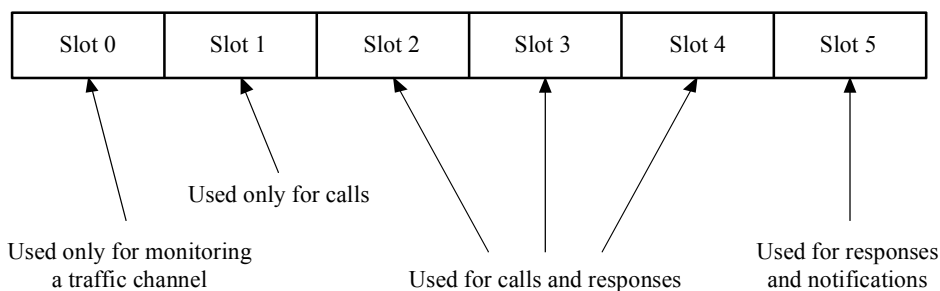 Slot 0 Slot 1 Slot 2 Slot 3 Slot 4 Slot 5
Used only for calls
Used only for monitoring
a traffic channel
Used for calls and responses
Used for responses
and notifications